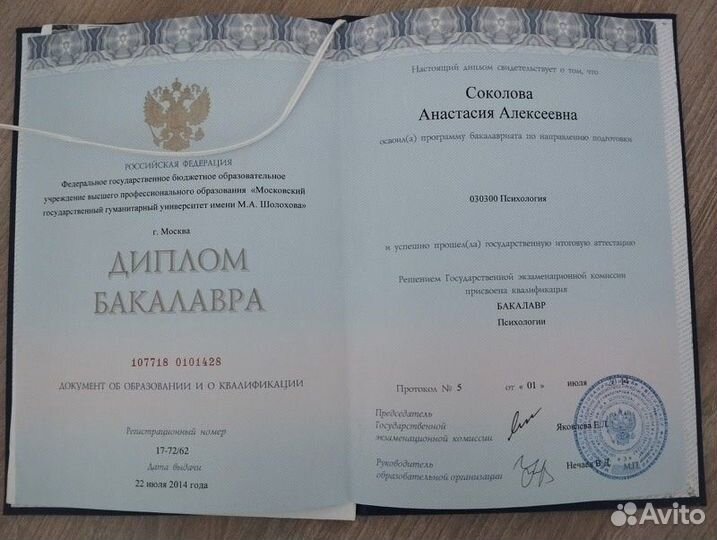 РОССИЙСКАЯ ФЕДЕРАЦИЯ
Федеральное государственное бюджетное образовательное
учреждение высшего профессионального образования «Московский
государственный гуманитарный университет имени М.А. Шолохова»
г. Москва
ДИПЛОМ
БАКАЛАВРА
107718 0101428
ДОКУМЕНТ ОБ ОБРАЗОВАНИИ И О КВАЛИФИКАЦИИ
Регистрационный номер
17-72/62
Дата выдачи
22 июля 2014 года
Настоящий диплом свидетельствует о том, что
Соколова
Анастасия Алексеевна
освоил(а) программу бакалавриата по направлению подготовки
030300 Психология
и успешно прошел(ла) государственную итоговую аттестацию
Решением Государственной экзаменационной комиссии
присвоена квалификация
БАКАЛАВР
Психологии
Протокол № 5 от «01» июля
Председатель
Государственной
экзаменационной комиссии
Яковлева Е.Л.
Руководитель
образовательной организации
Нечаев В.Д.
М.П.
Avito